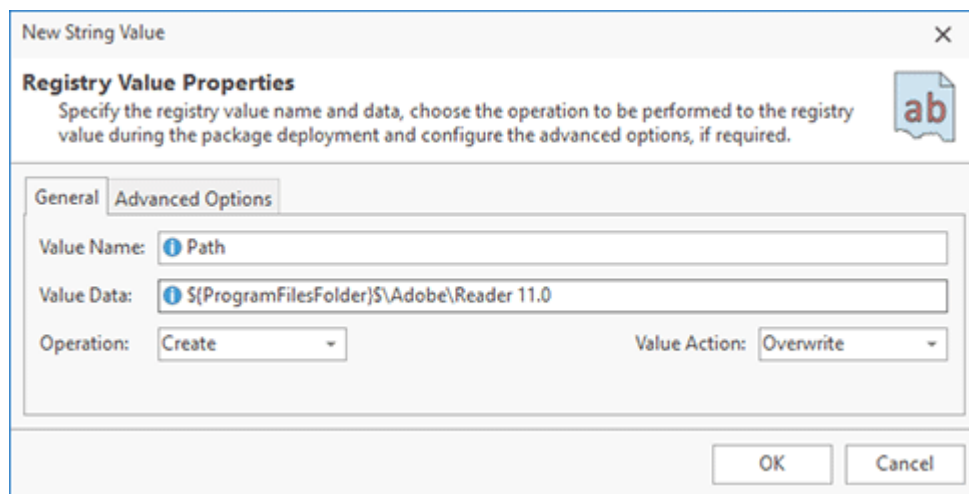 New String Value
Registry Value Properties
Specify the registry value name and data, choose the operation to be performed to the registry
value during the package deployment and configure the advanced options, if required.
ab
General Advanced Options
Value Name: Path
Value Data: ${ProgramFilesFolder}$\Adobe\Reader 11.0
Operation: Create Value Action: Overwrite
OK Cancel